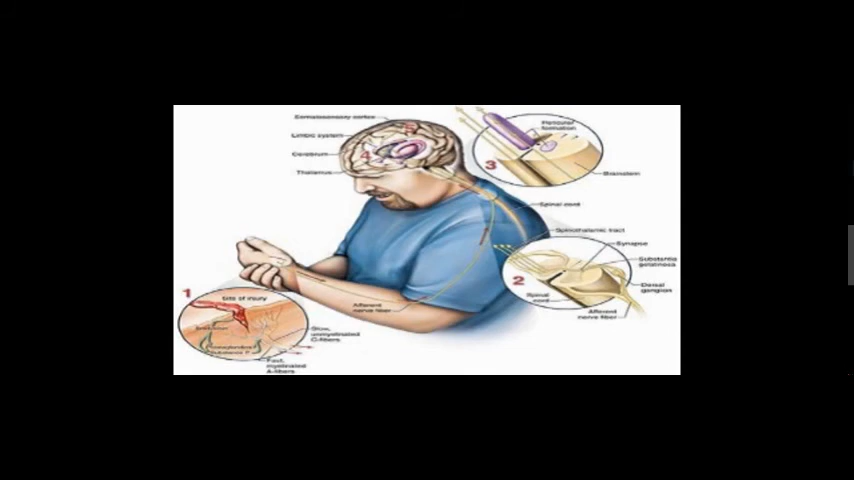 Somatosensory cortex
Limbic system
Cerebrum
Thalamus
4
Reticular
formation
3
Brainstem
Spinal cord
Spinothalamic tract
Synapse
Substantia
gelatinosa
2
Dorsal
ganglion
Spinal
cord
Afferent
nerve fiber
1
Site of injury
Afferent
nerve fiber
Substance P
Slow,
unmyelinated
C-fibers
Fast,
myelinated
A-fibers